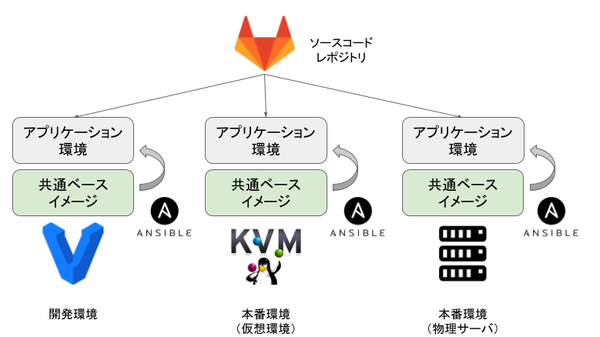 ソースコード
レポジトリ
アプリケーション
環境
アプリケーション
環境
アプリケーション
環境
共通ベース
イメージ
共通ベース
イメージ
共通ベース
イメージ
ANSIBLE
ANSIBLE
ANSIBLE
KVM
開発環境
本番環境
（仮想環境）
本番環境
（物理サーバ）